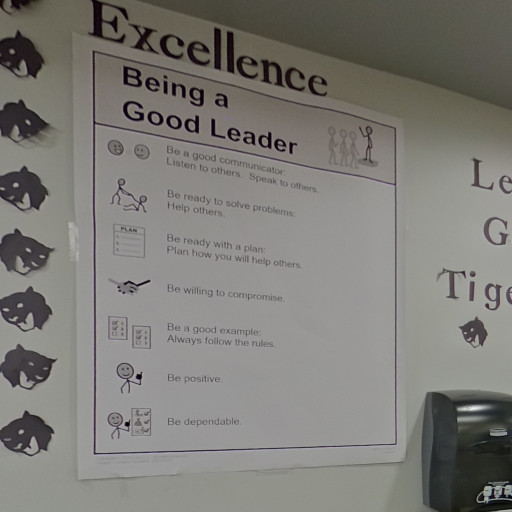 Excellence
Being a
Good Leader
Be a good communicator:
Listen to others. Speak to others.
Be ready to solve problems:
Help others.
PLAN
Be ready with a plan:
Plan how you will help others.
Be willing to compromise.
Be a good example:
Always follow the rules.
Be positive.
Be dependable.
Le
G
Tige